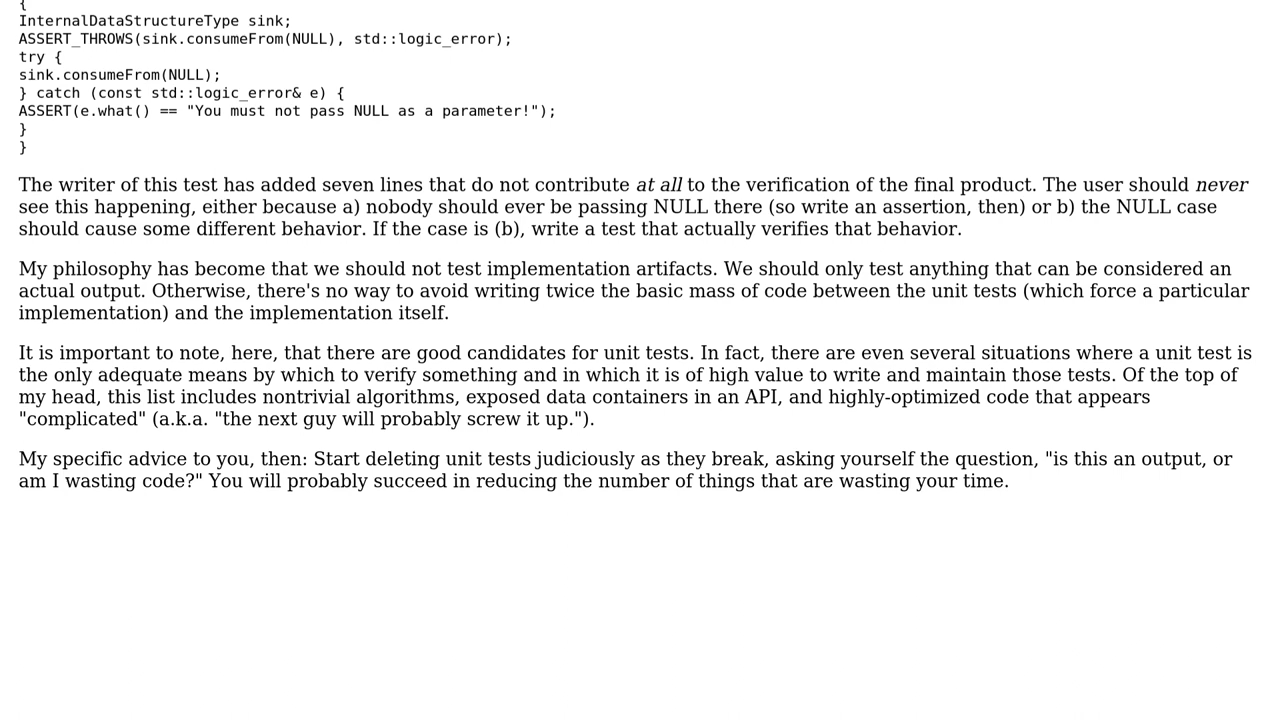 {
InternalDataStructureType sink;
ASSERT_THROWS(sink.consumeFrom(NULL), std::logic_error);
try {
sink.consumeFrom(NULL);
} catch (const std::logic_error& e) {
ASSERT(e.what() == "You must not pass NULL as a parameter!");
}
}
The writer of this test has added seven lines that do not contribute at all to the verification of the final product. The user should never
see this happening, either because a) nobody should ever be passing NULL there (so write an assertion, then) or b) the NULL case
should cause some different behavior. If the case is (b), write a test that actually verifies that behavior.
My philosophy has become that we should not test implementation artifacts. We should only test anything that can be considered an
actual output. Otherwise, there's no way to avoid writing twice the basic mass of code between the unit tests (which force a particular
implementation) and the implementation itself.
It is important to note, here, that there are good candidates for unit tests. In fact, there are even several situations where a unit test is
the only adequate means by which to verify something and in which it is of high value to write and maintain those tests. Of the top of
my head, this list includes nontrivial algorithms, exposed data containers in an API, and highly-optimized code that appears
"complicated" (a.k.a. "the next guy will probably screw it up.").
My specific advice to you, then: Start deleting unit tests judiciously as they break, asking yourself the question, "is this an output, or
am I wasting code?" You will probably succeed in reducing the number of things that are wasting your time.